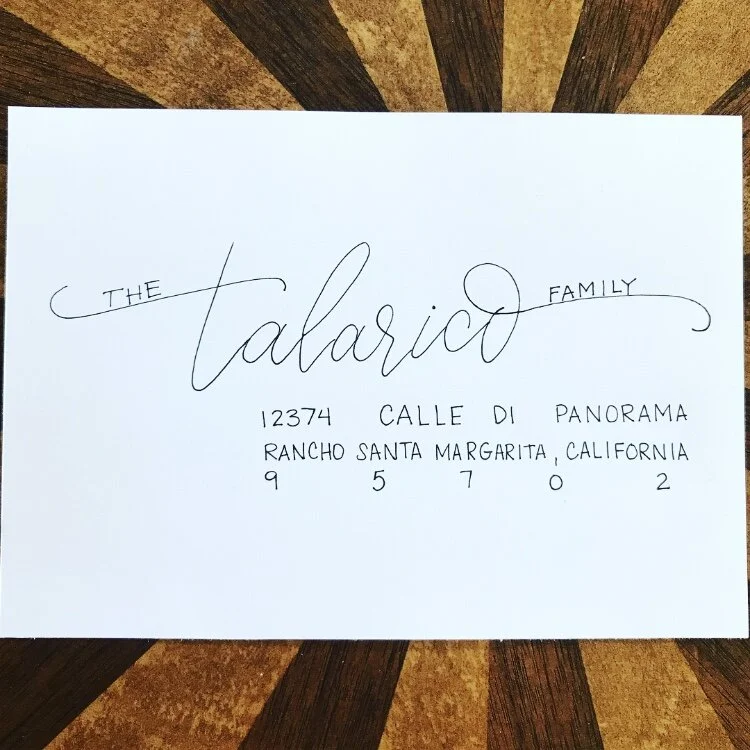 THE talarico FAMILY
12374 CALLE DI PANORAMA
RANCHO SANTA MARGARITA, CALIFORNIA
9 5 7 0 2